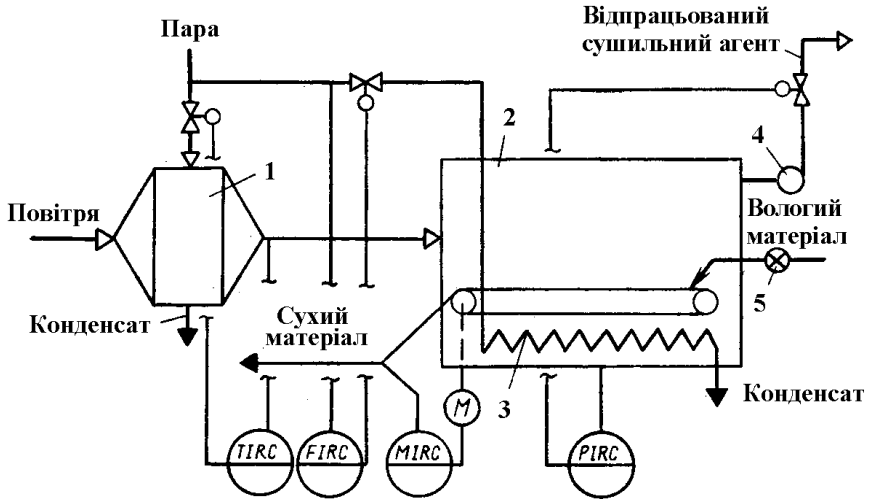 Пара
Відпрацьований
сушильний агент
1
2
4
Повітря
Вологий
матеріал
5
Конденсат
Сухий
матеріал
3
Конденсат
M
TIRC
FIRC
MIRC
PIRC